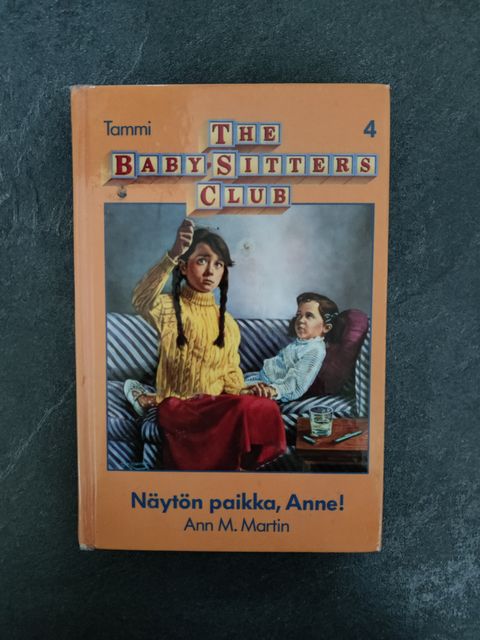 Tammi
4
THE
BABY-SITTERS
CLUB
Näytön paikka, Anne!
Ann M. Martin